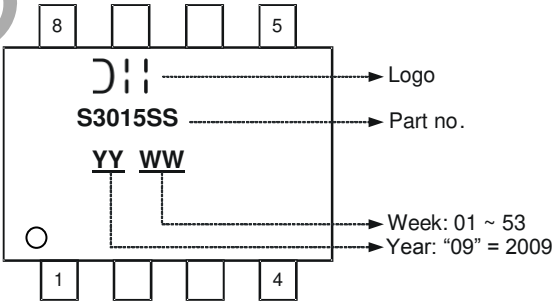 8 5
Logo
S3015SS Part no.
YY WW
Week: 01 ~ 53
Year: “09” = 2009
1 4